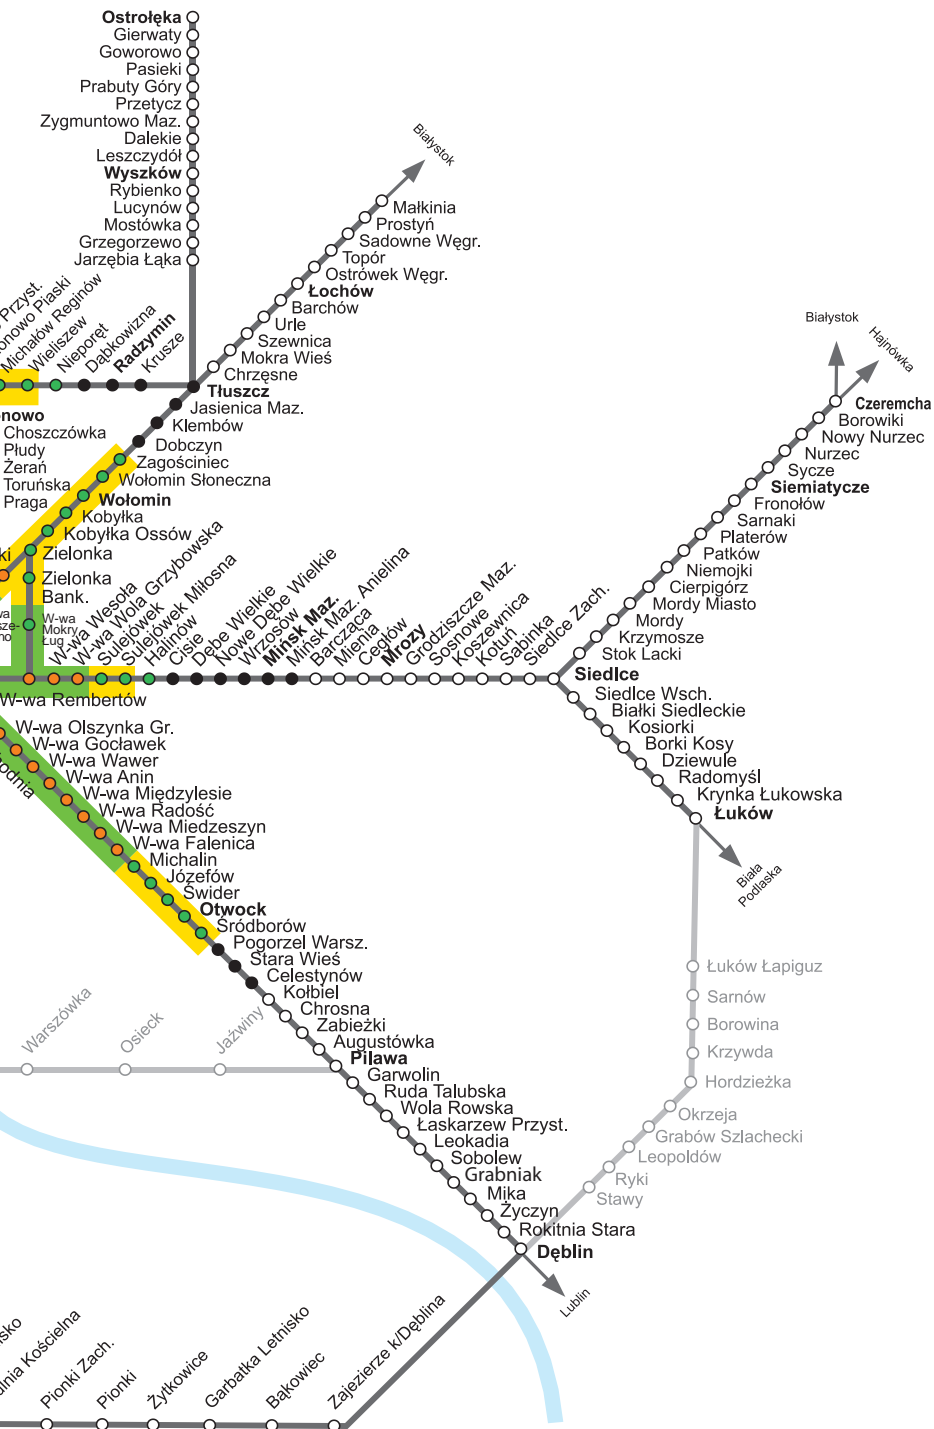 Ostrołęka
Gierwaty
Goworowo
Pasieki
Prabuty Góry
Przetycz
Zygmuntowo Maz.
Dalekie
Leszczydół
Wyszków
Rybienko
Lucynów
Mostówka
Grzegorzewo
Jarzębia Łąka
Białystok
Małkinia
Prostyń
Sadowne Węgr.
Topór
Ostrówek Węgr.
Łochów
Barchów
Urle
Szewnica
Mokra Wieś
Chrzęsne
Tłuszcz
Jasienica Maz.
Klembów
Dobczyn
Zagościniec
Wołomin Słoneczna
Wołomin
Kobyłka
Kobyłka Ossów
Zielonka
Zielonka
Bank.
W-wa
Mokry
Ług
Przyst.
Piaski
Michałów Reginów
Wieliszew
Nieporęt
Dąbkowizna
Radzymin
Krusze
Choszczówka
Płudy
Żerań
Toruńska
Praga
W-wa Rembertów
W-wa Wesoła
W-wa Wola Grzybowska
Sulejówek
Sulejówek Miłosna
Halinów
Cisie
Dębe Wielkie
Nowe Dębe Wielkie
Wrzosów
Mińsk Maz.
Mińsk Maz. Anielina
Barcząca
Mienia
Cegłów
Mrozy
Grodziszcze Maz.
Sosnowe
Koszewnica
Kotuń
Sabinka
Siedlce Zach.
Siedlce
Białystok
Hajnówka
Czeremcha
Borowiki
Nowy Nurzec
Nurzec
Sycze
Siemiatycze
Fronołów
Sarnaki
Platerów
Patków
Niemojki
Cierpigórz
Mordy Miasto
Mordy
Krzymosze
Stok Lacki
Siedlce Wsch.
Białki Siedleckie
Kosiorki
Borki Kosy
Dziewule
Radomyśl
Krynka Łukowska
Łuków
Biała
Podlaska
Łuków Łapiguz
Sarnów
Borowina
Krzywda
Hordzieżka
Okrzeja
Grabów Szlachecki
Leopoldów
Ryki
Stawy
W-wa Olszynka Gr.
W-wa Gocławek
W-wa Wawer
W-wa Anin
W-wa Międzylesie
W-wa Radość
W-wa Miedzeszyn
W-wa Falenica
Michalin
Józefów
Świder
Otwock
Śródborów
Pogorzel Warsz.
Stara Wieś
Celestynów
Kołbiel
Chrosna
Zabieżki
Augustówka
Pilawa
Garwolin
Ruda Talubska
Wola Rowska
Łaskarzew Przyst.
Leokadia
Sobolew
Grabniak
Mika
Życzyn
Rokitnia Stara
Dęblin
Lublin
Warszówka
Osieck
Jaźwiny
Kościelna
Pionki Zach.
Pionki
Żytkowice
Garbatka Letnisko
Bąkowiec
Zajezierze k/Dęblina